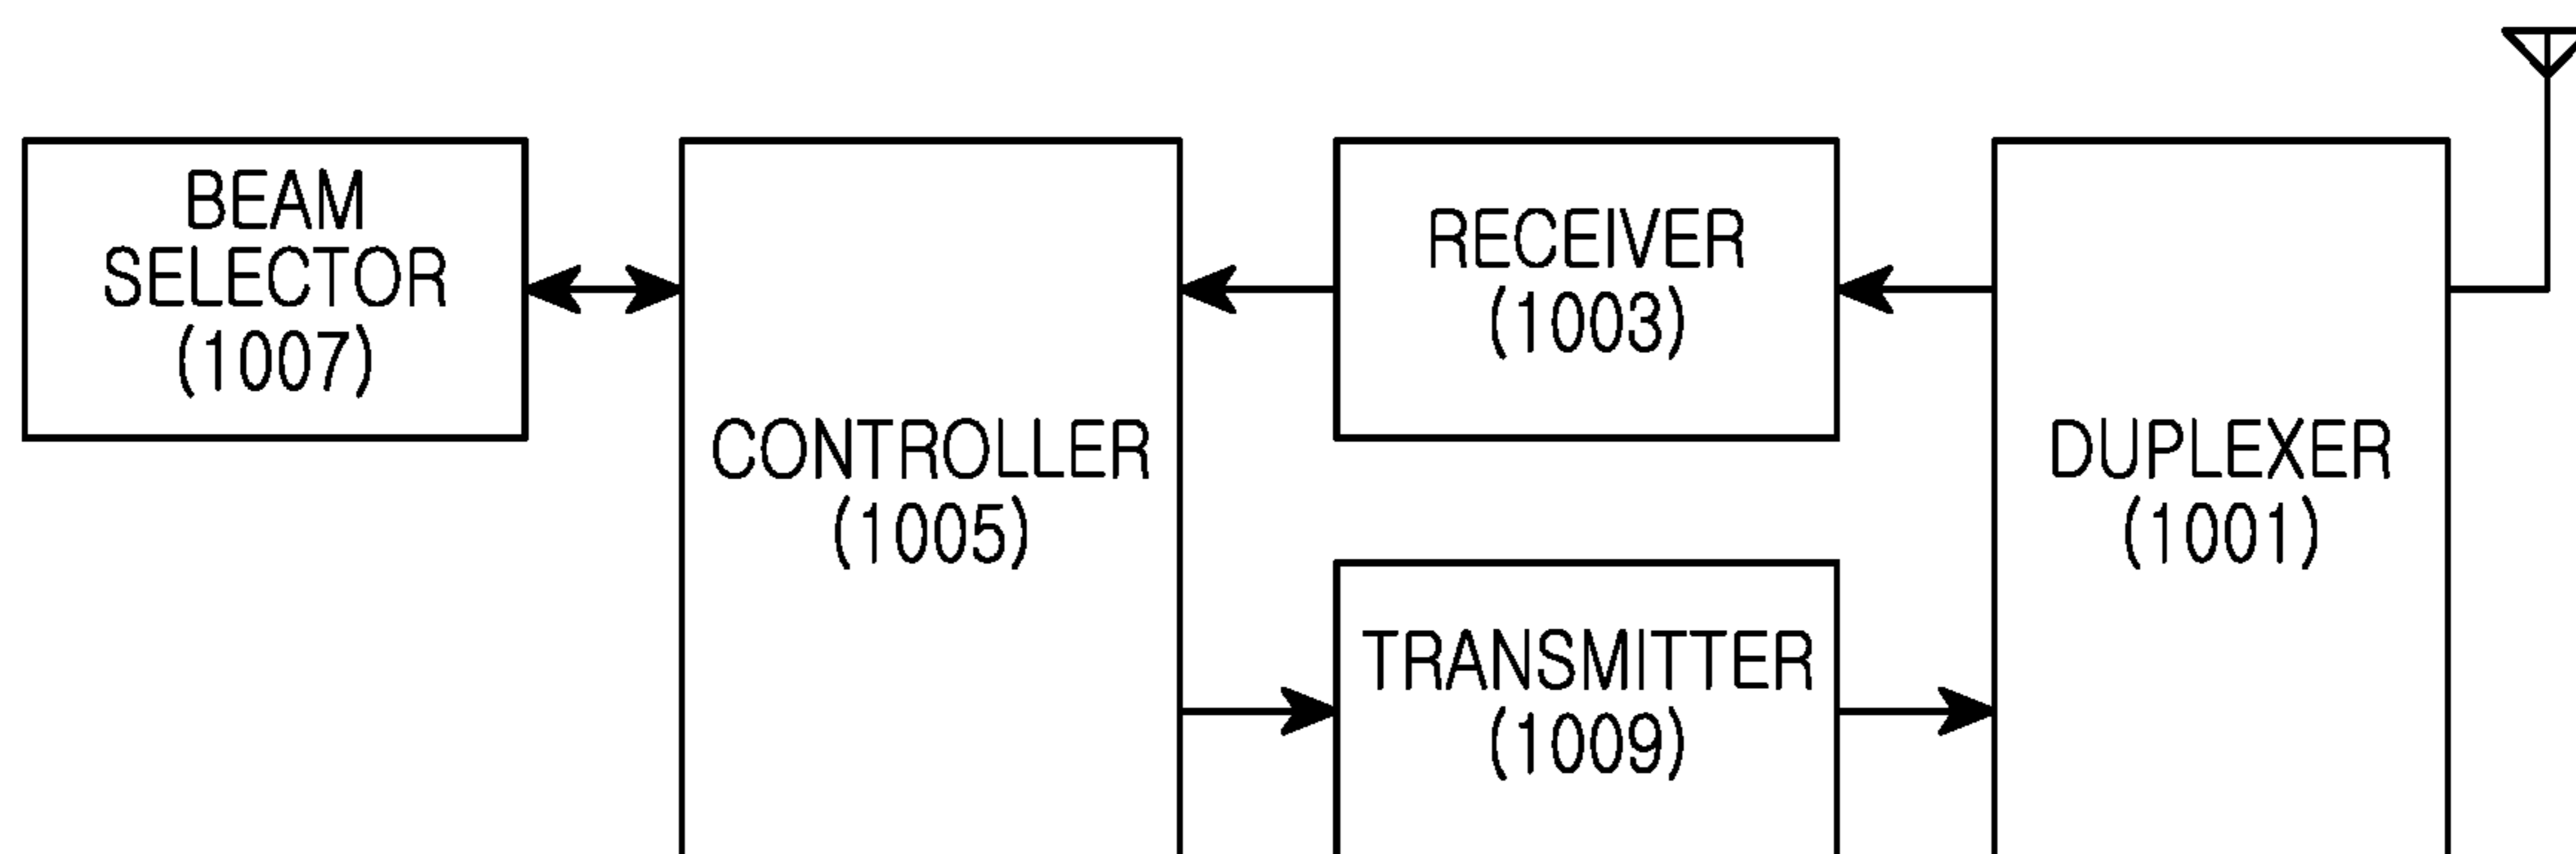 BEAM
SELECTOR
(1007)
CONTROLLER
(1005)
RECEIVER
(1003)
TRANSMITTER
(1009)
DUPLEXER
(1001)